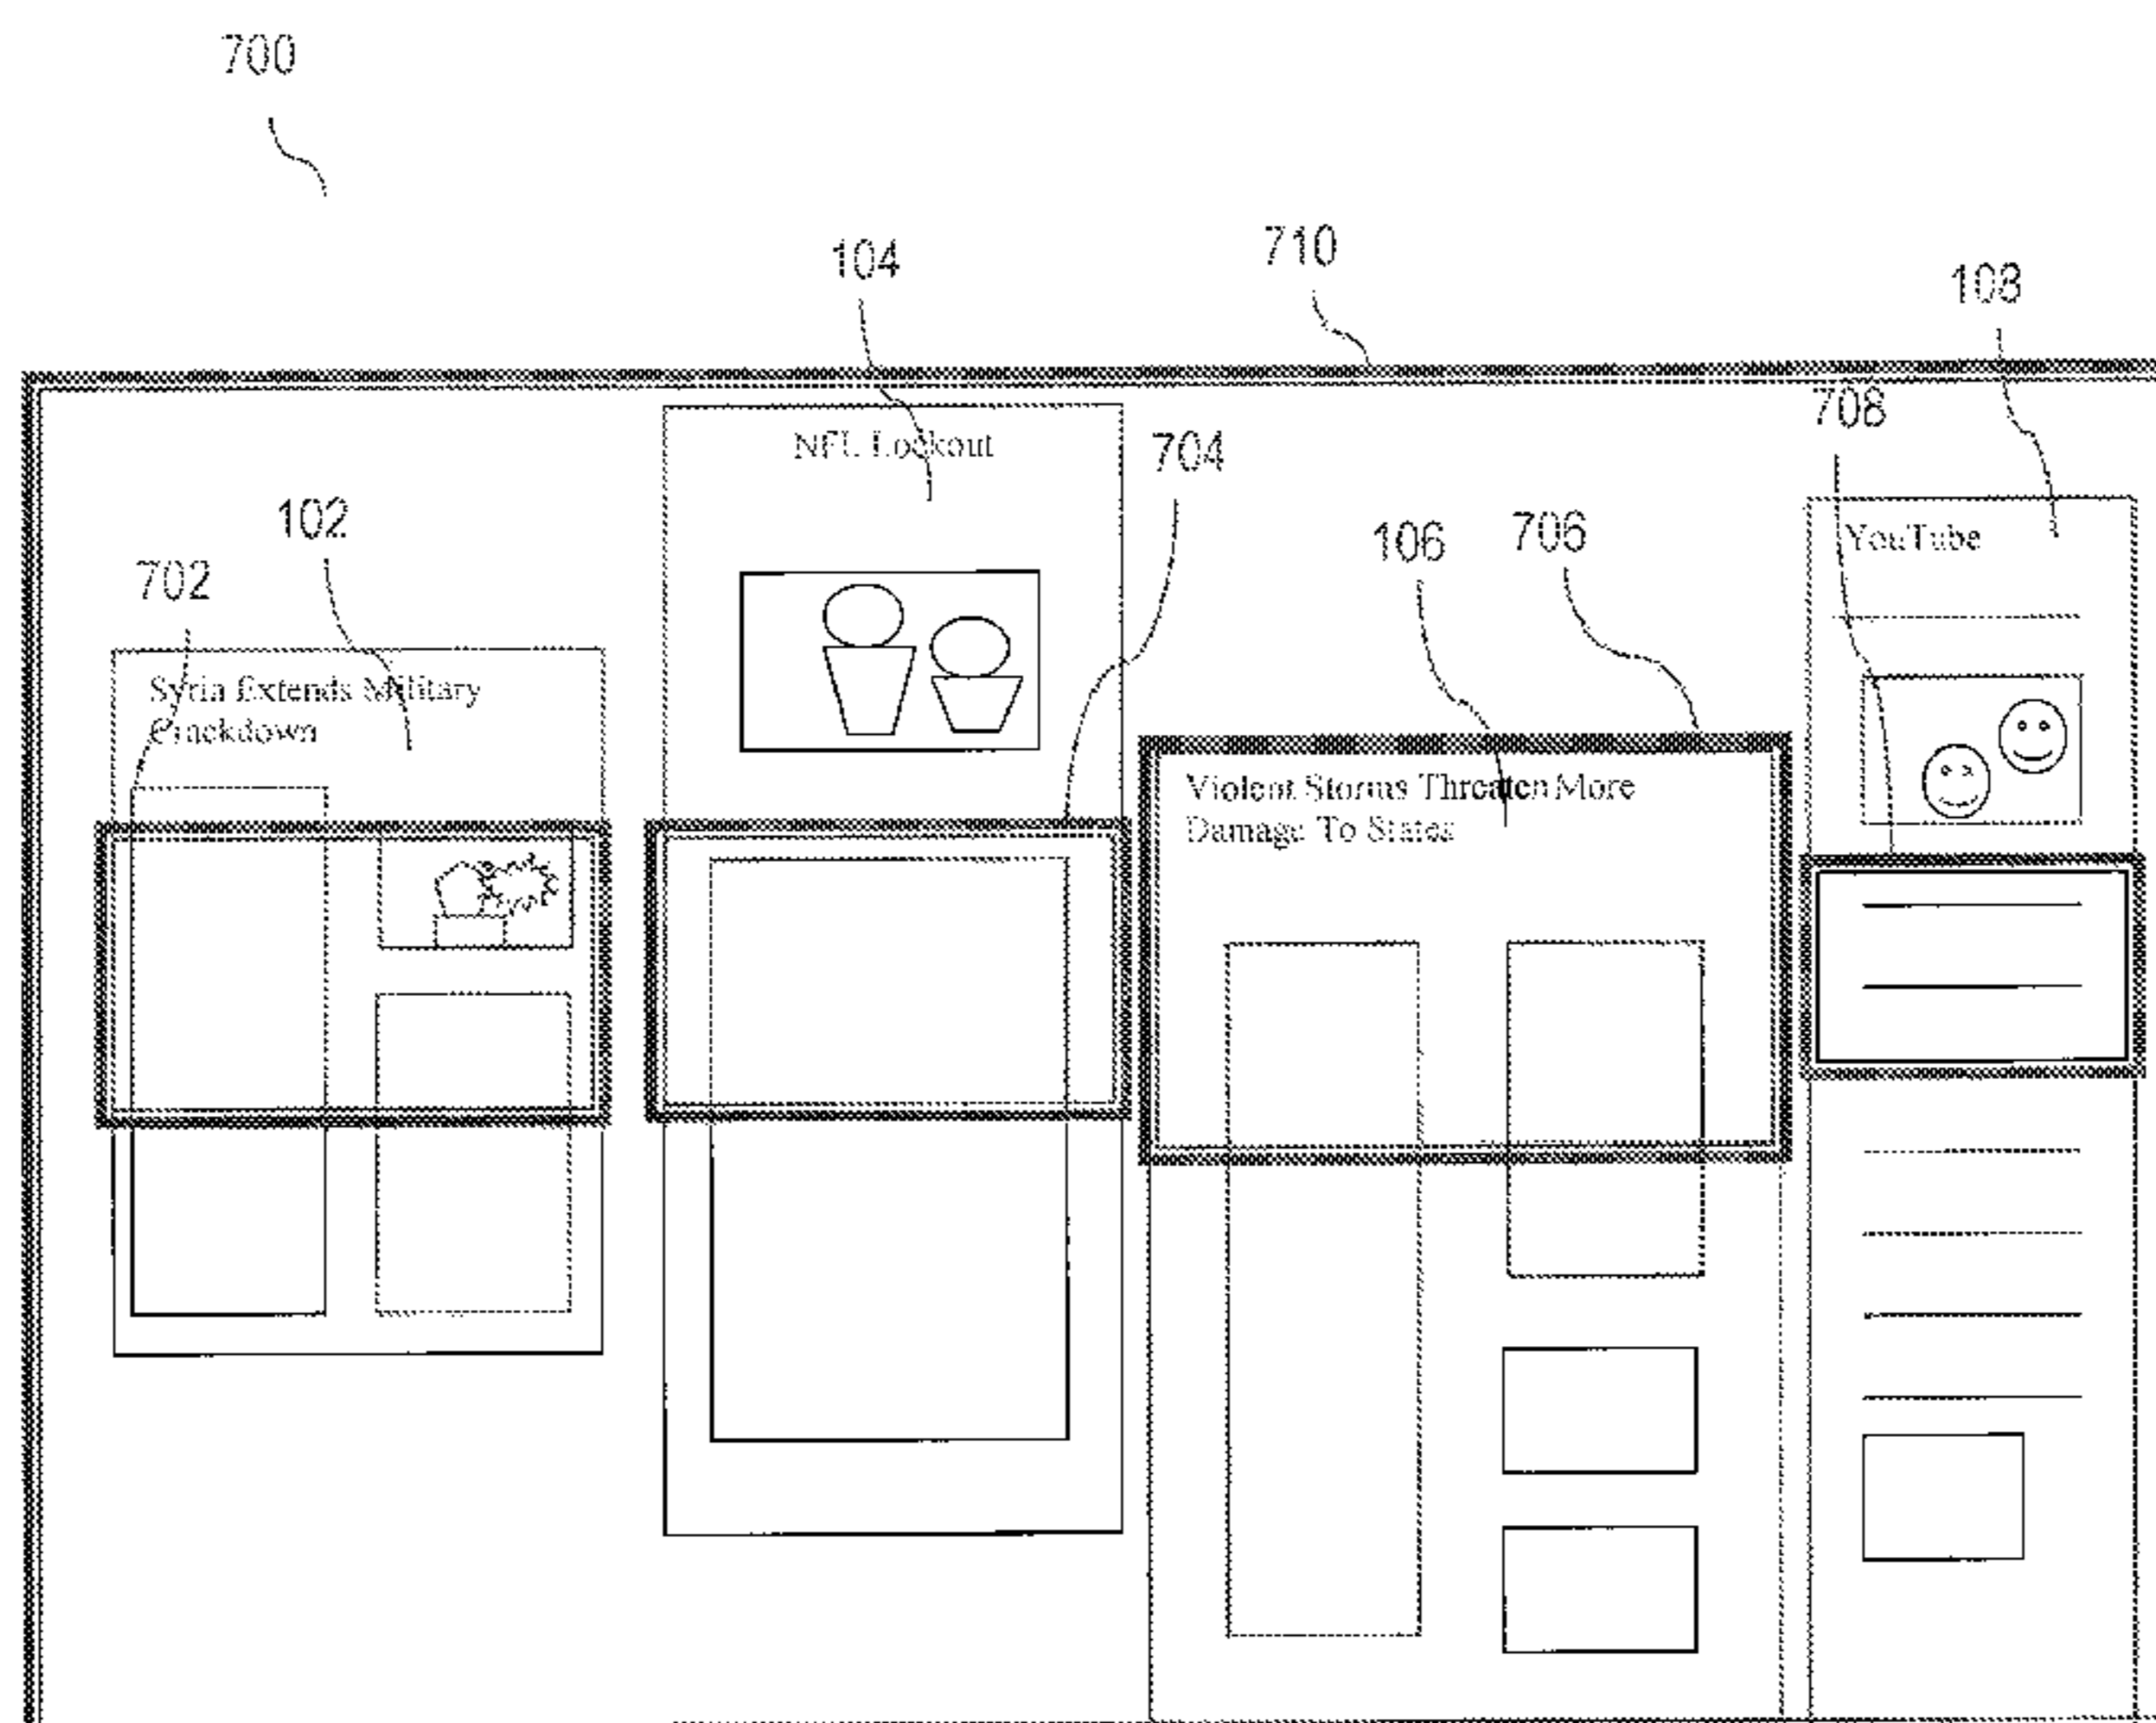 700
104
710
108
708
NFL Lockout
704
102
106
706
YouTube
702
Syria Extends Military
Crackdown
Violent Storms Threaten More
Damage To States